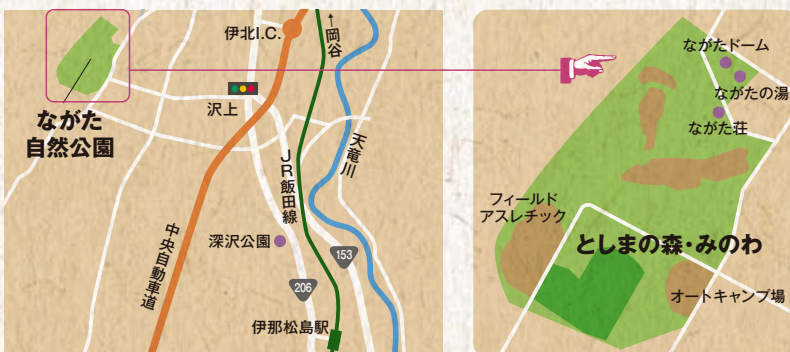 伊北I.C.
←岡谷
沢上
ながた
自然公園
天竜川
JR飯田線
中央自動車道
深沢公園
153
206
伊那松島駅
ながたドーム
ながたの湯
ながた荘
フィールド
アスレチック
としまの森・みのわ
オートキャンプ場